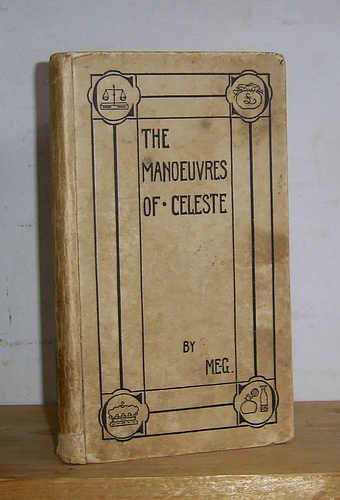 THE
MANOEUVRES
OF · CELESTE
BY
MEG.